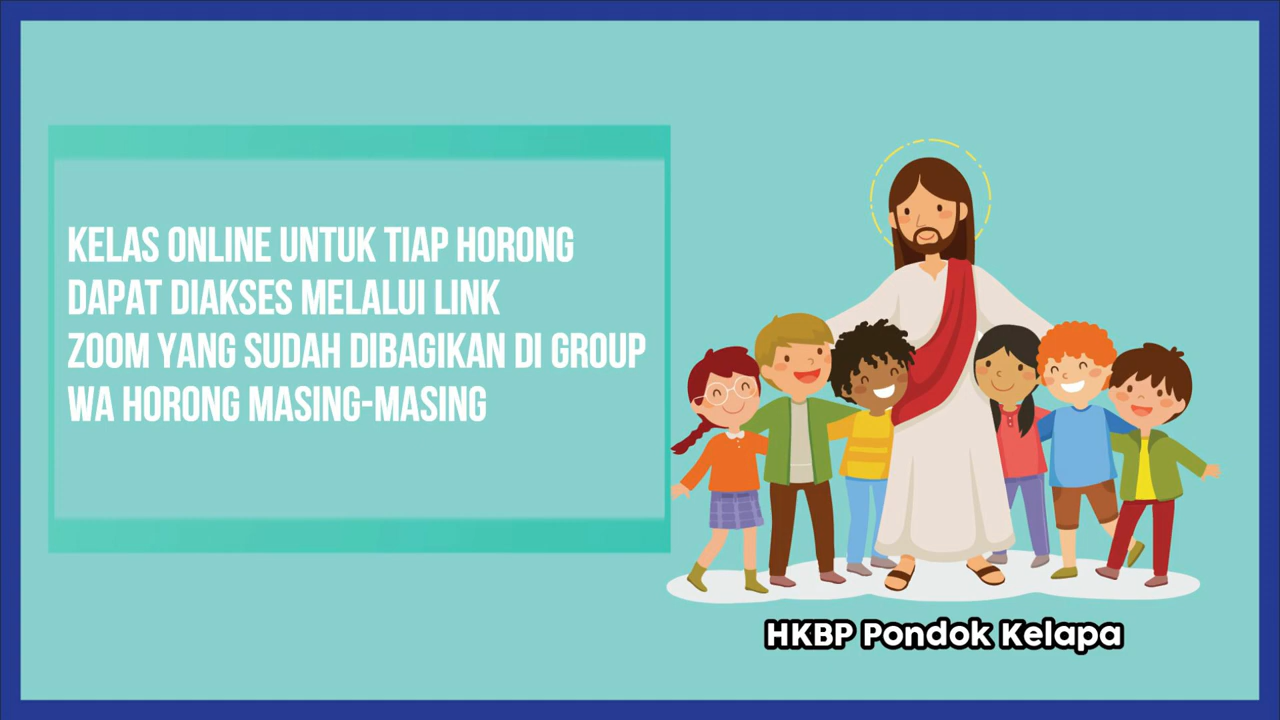 KELAS ONLINE UNTUK TIAP HORONG
DAPAT DIAKSES MELALUI LINK
ZOOM YANG SUDAH DIBAGIKAN DI GROUP
WA HORONG MASING-MASING
HKBP Pondok Kelapa